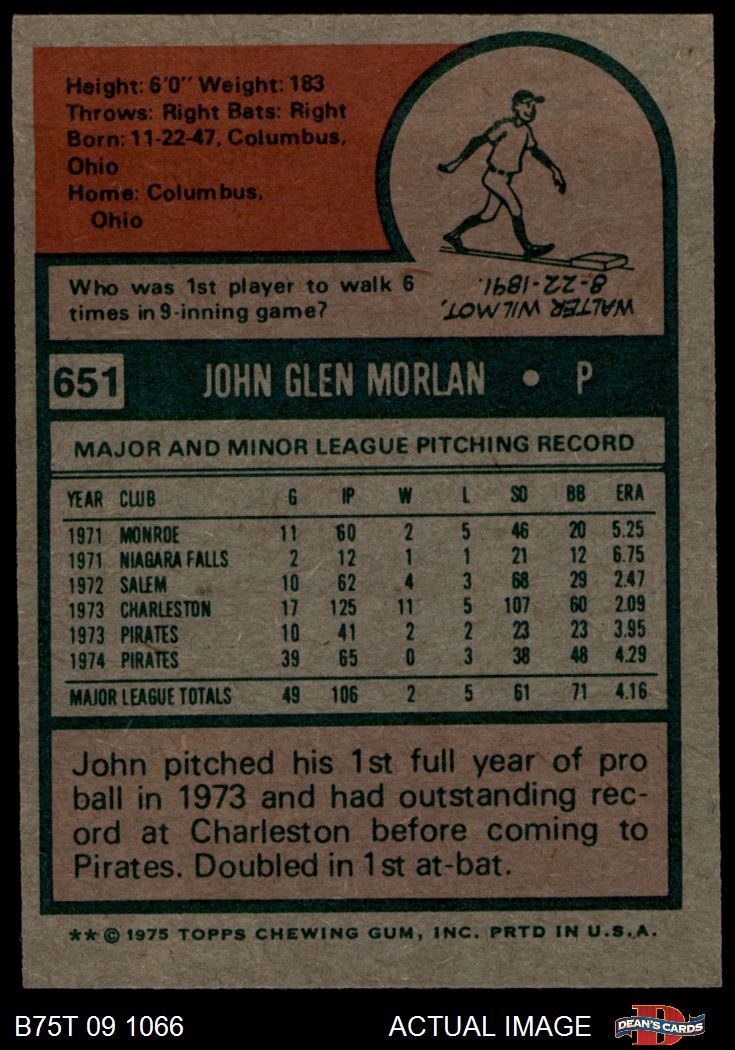 Height: 6'0" Weight: 183
Throws: Right Bats: Right
Born: 11-22-47, Columbus,
Ohio
Home: Columbus,
Ohio
Who was 1st player to walk 6
times in 9-inning game?
WALTER WILMOT,
8-22-1891.
651 JOHN GLEN MORLAN • P
MAJOR AND MINOR LEAGUE PITCHING RECORD
YEAR CLUB G IP W L SO BB ERA
1971 MONROE 11 60 2 5 46 20 5.25
1971 NIAGARA FALLS 2 12 1 1 21 12 6.75
1972 SALEM 10 62 4 3 68 29 2.47
1973 CHARLESTON 17 125 11 5 107 60 2.09
1973 PIRATES 10 41 2 2 23 23 3.95
1974 PIRATES 39 65 0 3 38 48 4.29
MAJOR LEAGUE TOTALS 49 106 2 5 61 71 4.16
John pitched his 1st full year of pro
ball in 1973 and had outstanding rec-
ord at Charleston before coming to
Pirates. Doubled in 1st at-bat.
**© 1975 TOPPS CHEWING GUM, INC. PRTD IN U.S.A.
B75T 09 1066 ACTUAL IMAGE DEAN'S CARDS